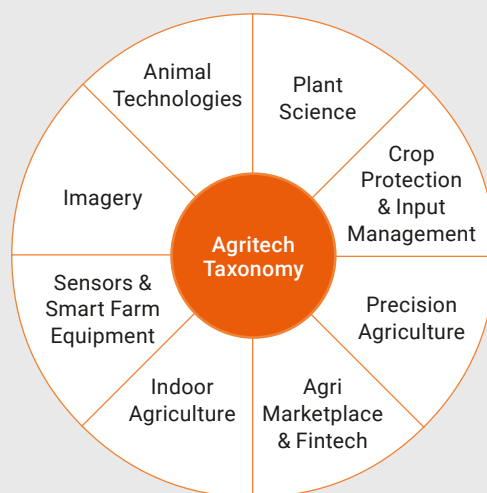 Animal
Technologies
Plant
Science
Crop
Protection
& Input
Management
Imagery
Agritech
Taxonomy
Sensors &
Smart Farm
Equipment
Precision
Agriculture
Indoor
Agriculture
Agri
Marketplace
& Fintech